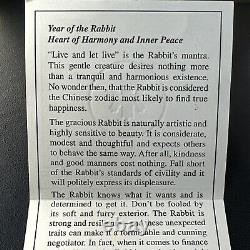 Year of the Rabbit
Heart of Harmony and Inner Peace
"Live and let live" is the Rabbit's mantra.
This gentle creature desires nothing more
than a tranquil and harmonious existence.
No wonder then, that the Rabbit is considered
the Chinese zodiac most likely to find true
happiness.
The gracious Rabbit is naturally artistic and
highly sensitive to beauty. It is considerate,
modest and thoughtful and expects others
to behave the same way. After all, kindness
and good manners cost nothing. Fall short
of the Rabbit's standards of civility and it
will politely express its displeasure.
The Rabbit knows what it wants and is
determined to get it. Don't be fooled by
its soft and furry exterior. The Rabbit is
strong and resilient and these unexpected
traits can make it a formidable and cunning
negotiator. In fact, when it comes to finance